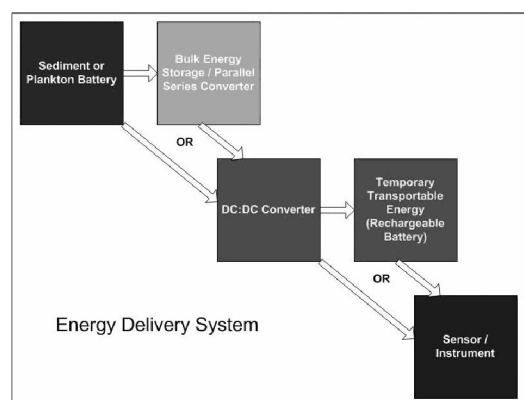 Sediment or
Plankton Battery
Bulk Energy
Storage / Parallel
Series Converter
OR
DC:DC Converter
Temporary
Transportable
Energy
(Rechargeable
Battery)
OR
Sensor /
Instrument
Energy Delivery System